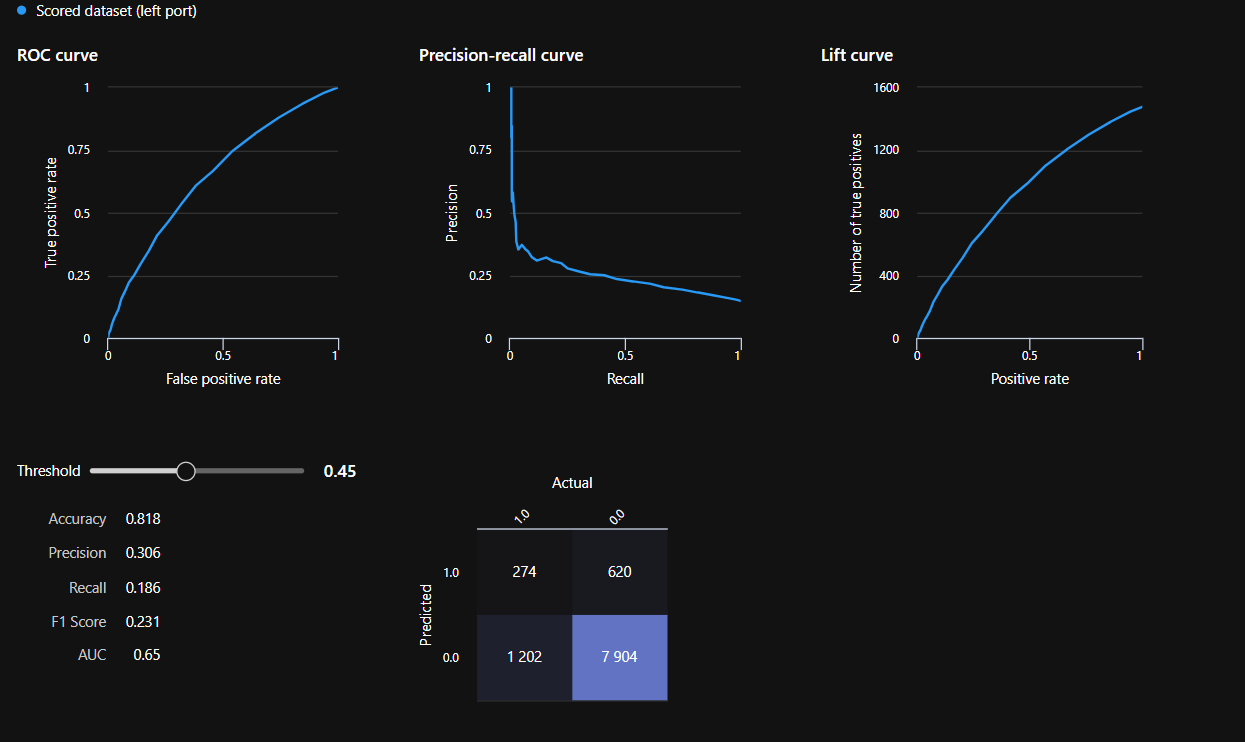 Scored dataset (left port)
ROC curve
1
0.75
0.5
0.25
0
True positive rate
0
0.5
1
False positive rate
Precision-recall curve
1
0.75
0.5
0.25
0
Precision
0
0.5
1
Recall
Lift curve
1600
1200
800
400
0
Number of true positives
0
0.5
1
Positive rate
Threshold 0.45
Accuracy 0.818
Precision 0.306
Recall 0.186
F1 Score 0.231
AUC 0.65
Actual
1.0 0.0
Predicted
1.0 274 620
0.0 1 202 7 904